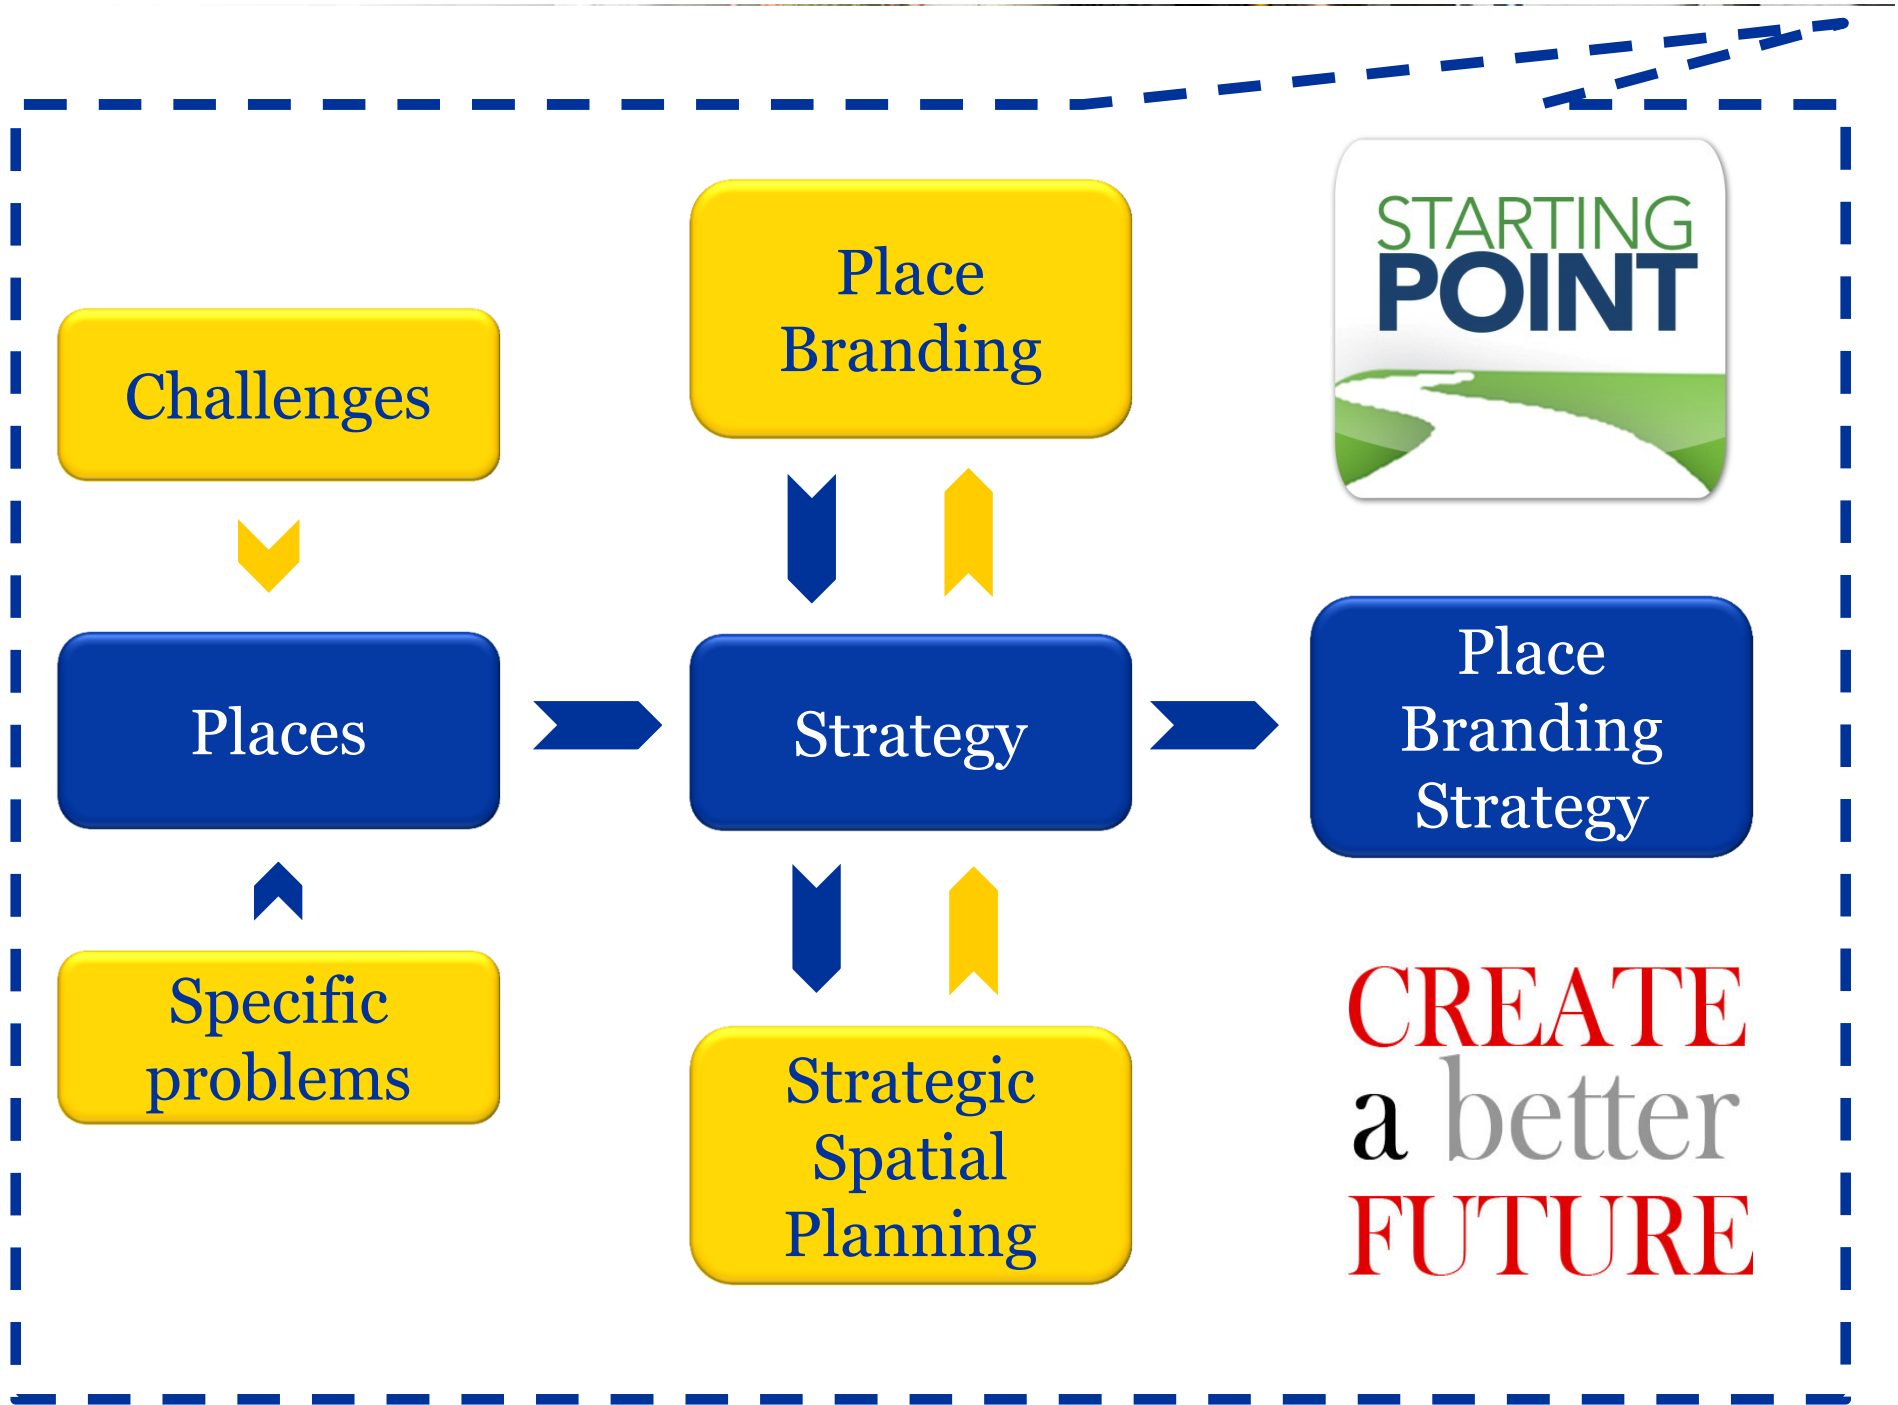 Challenges
Places
Specific
problems
Place
Branding
Strategy
Strategic
Spatial
Planning
STARTING
POINT
Place
Branding
Strategy
CREATE
a better
FUTURE